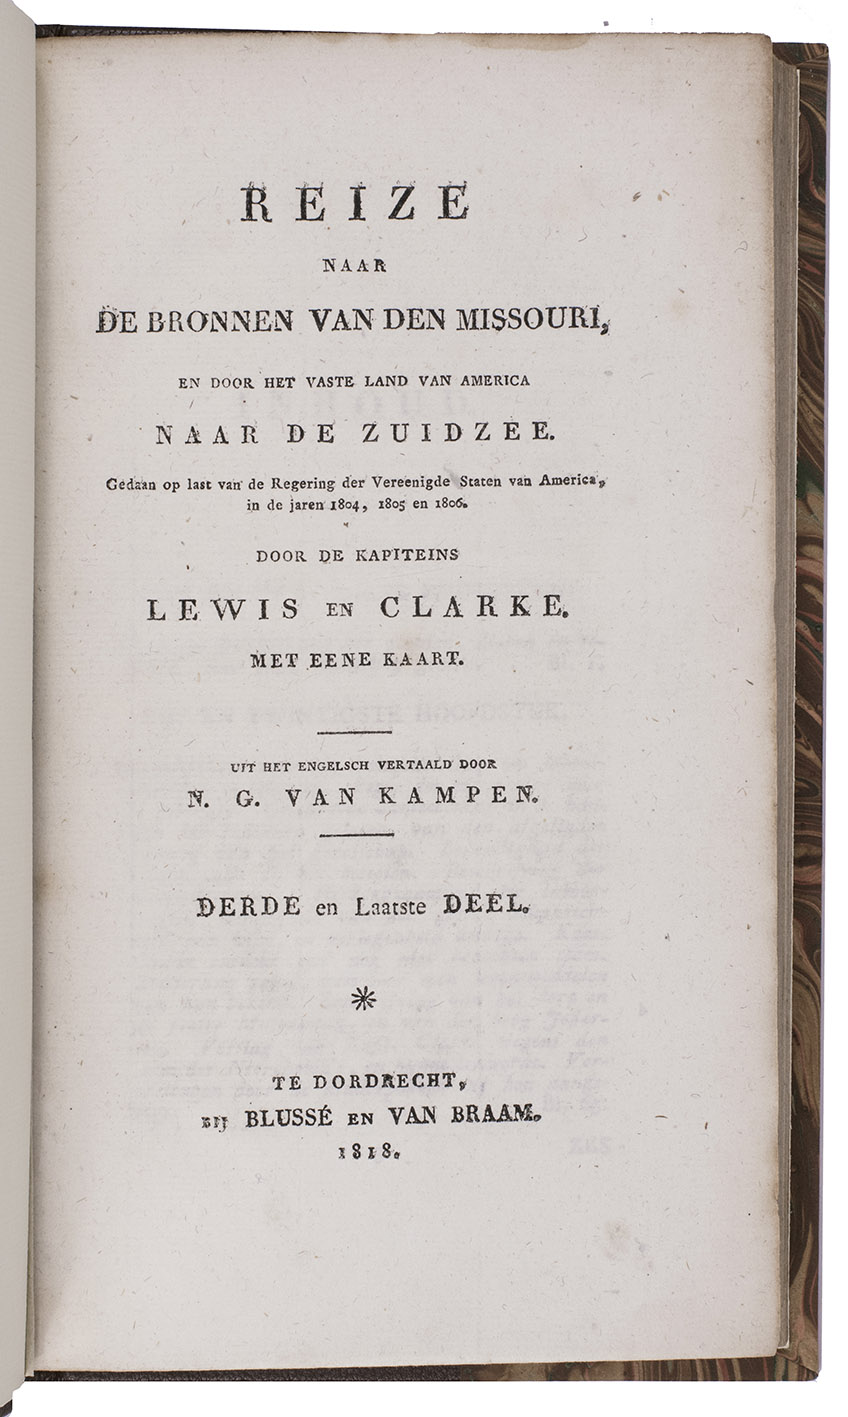 REIZE
NAAR
DE BRONNEN VAN DEN MISSOURI,
EN DOOR HET VASTE LAND VAN AMERICA
NAAR DE ZUIDZEE.
Gedaan op last van de Regering der Vereenigde Staten van America,
in de jaren 1804, 1805 en 1806.
DOOR DE KAPITEINS
LEWIS EN CLARKE.
MET EENE KAART.
UIT HET ENGELSCH VERTAALD DOOR
N. G. VAN KAMPEN.
DERDE en Laatste DEEL.
TE DORDRECHT,
BIJ BLUSSÉ EN VAN BRAAM.
1818.